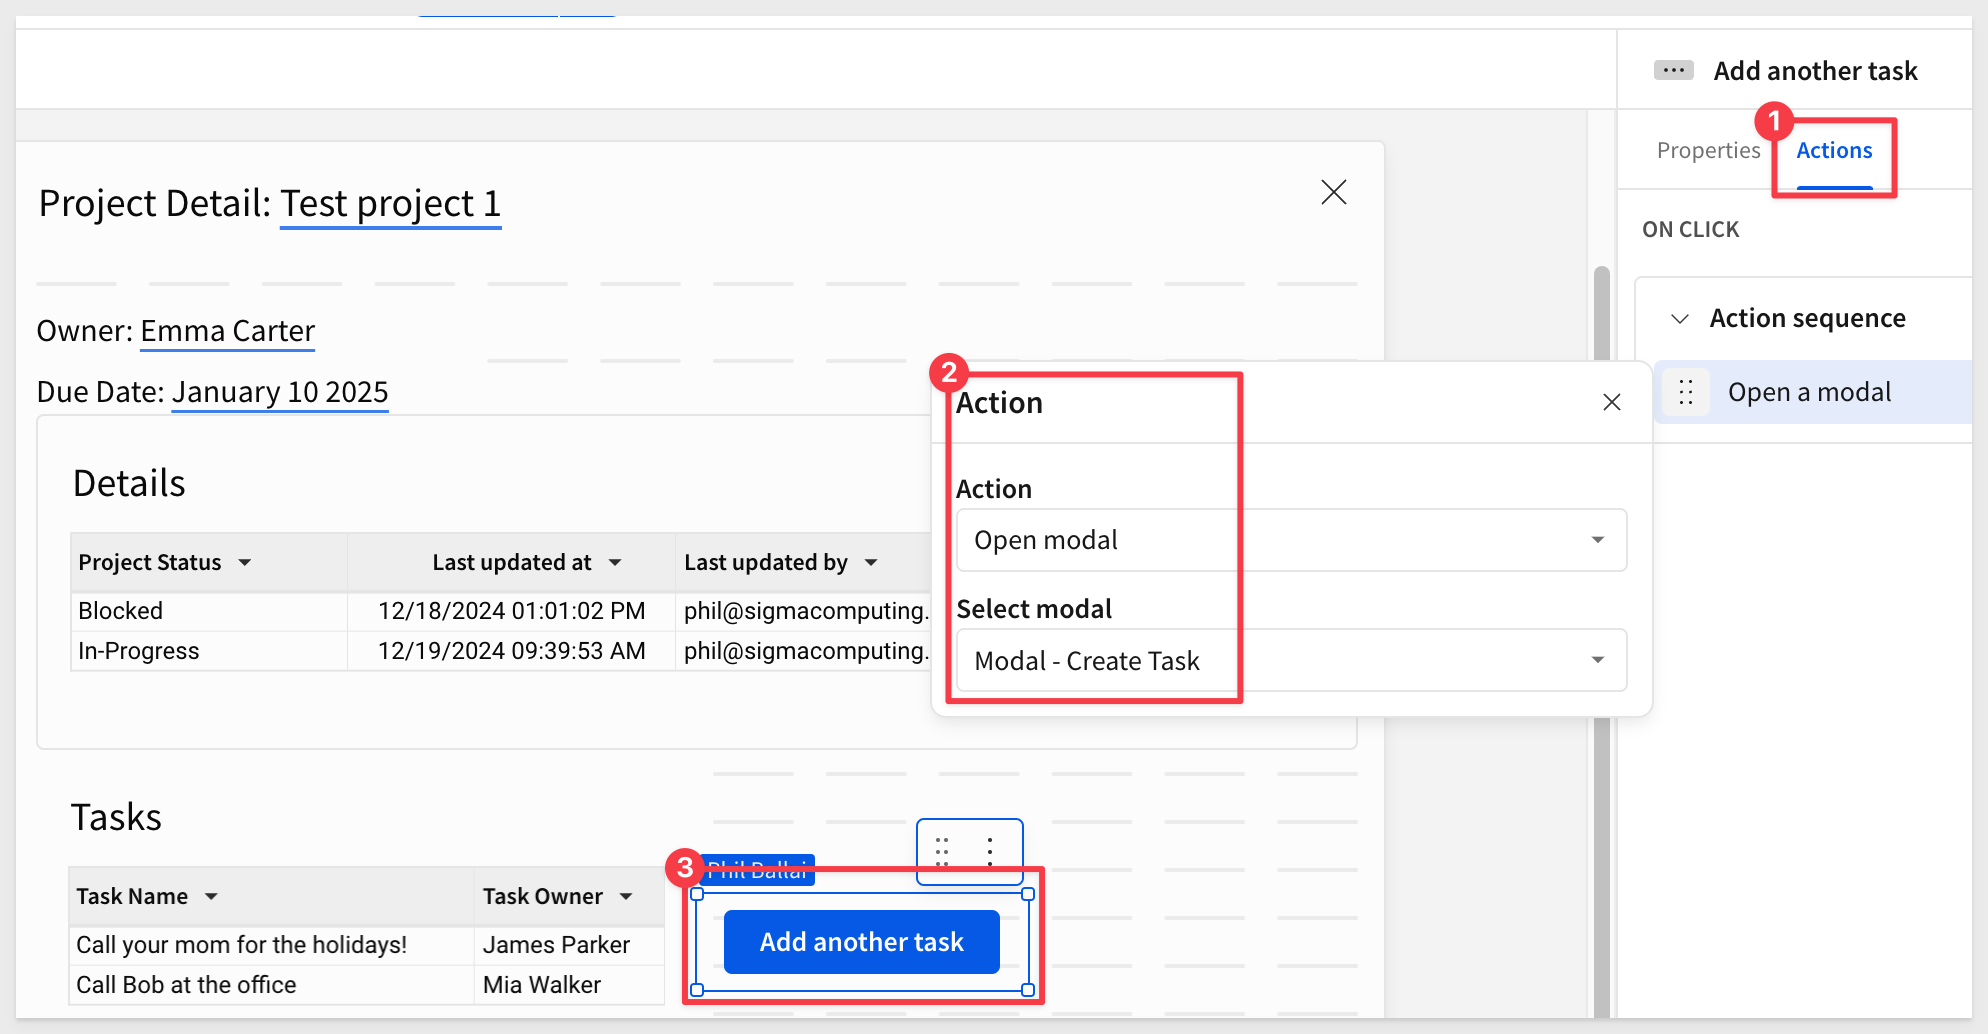 Add another task
1
Properties
Actions
ON CLICK
Action sequence
Open a modal
Project Detail: Test project 1
Owner: Emma Carter
Due Date: January 10 2025
Details
Project Status
Last updated at
Last updated by
Blocked
12/18/2024 01:01:02 PM
phil@sigmacomputing.
In-Progress
12/19/2024 09:39:53 AM
phil@sigmacomputing.
2
Action
Action
Open modal
Select modal
Modal - Create Task
Tasks
Task Name
Task Owner
Call your mom for the holidays!
James Parker
Call Bob at the office
Mia Walker
3
Phil Ballai
Add another task